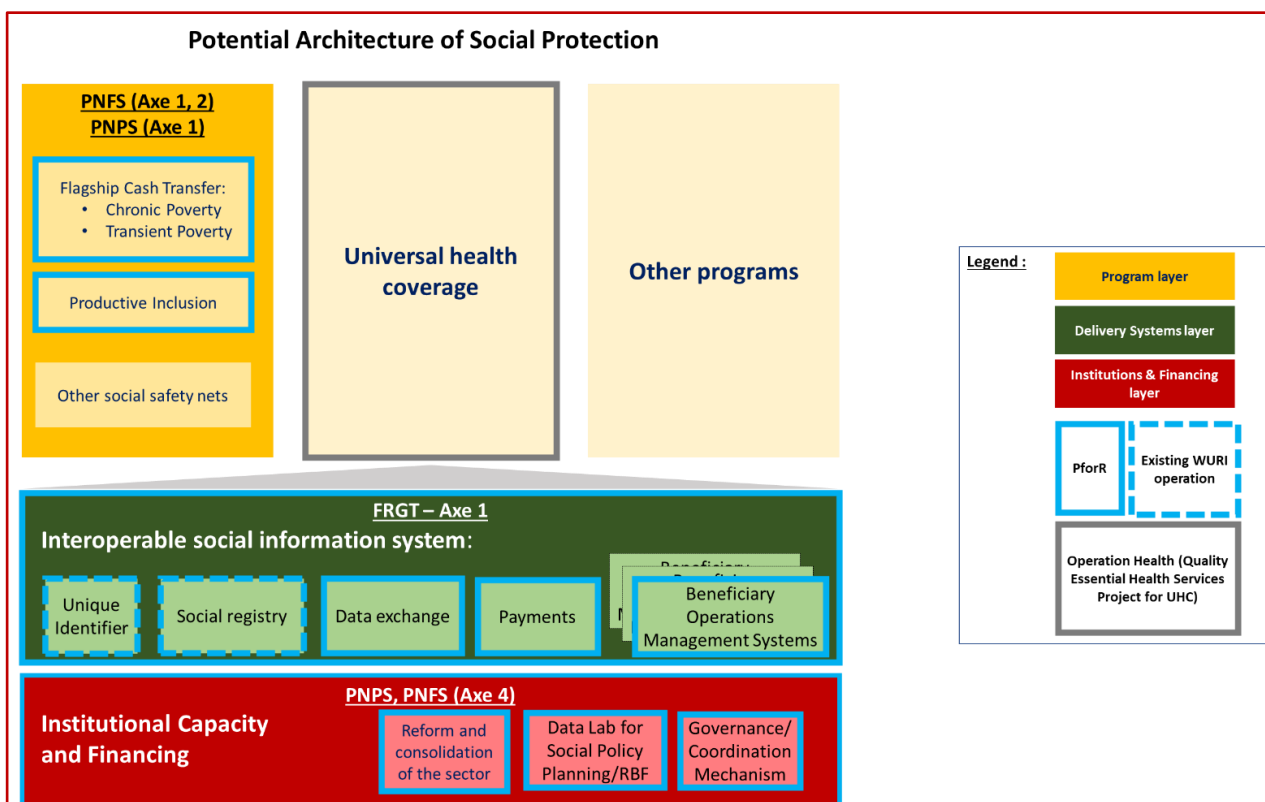 Potential Architecture of Social Protection
PNFS (Axe 1, 2)
PNPS (Axe 1)
Flagship Cash Transfer:
• Chronic Poverty
• Transient Poverty
Productive Inclusion
Other social safety nets
Universal health
coverage
Other programs
FRGT – Axe 1
Interoperable social information system:
Unique
Identifier
Social registry
Data exchange
Payments
Beneficiary
Operations
Management Systems
PNPS, PNFS (Axe 4)
Institutional Capacity
and Financing
Reform and
consolidation
of the sector
Data Lab for
Social Policy
Planning/RBF
Governance/
Coordination
Mechanism
Legend :
Program layer
Delivery Systems layer
Institutions & Financing
layer
PforR
Existing WURI
operation
Operation Health (Quality
Essential Health Services
Project for UHC)